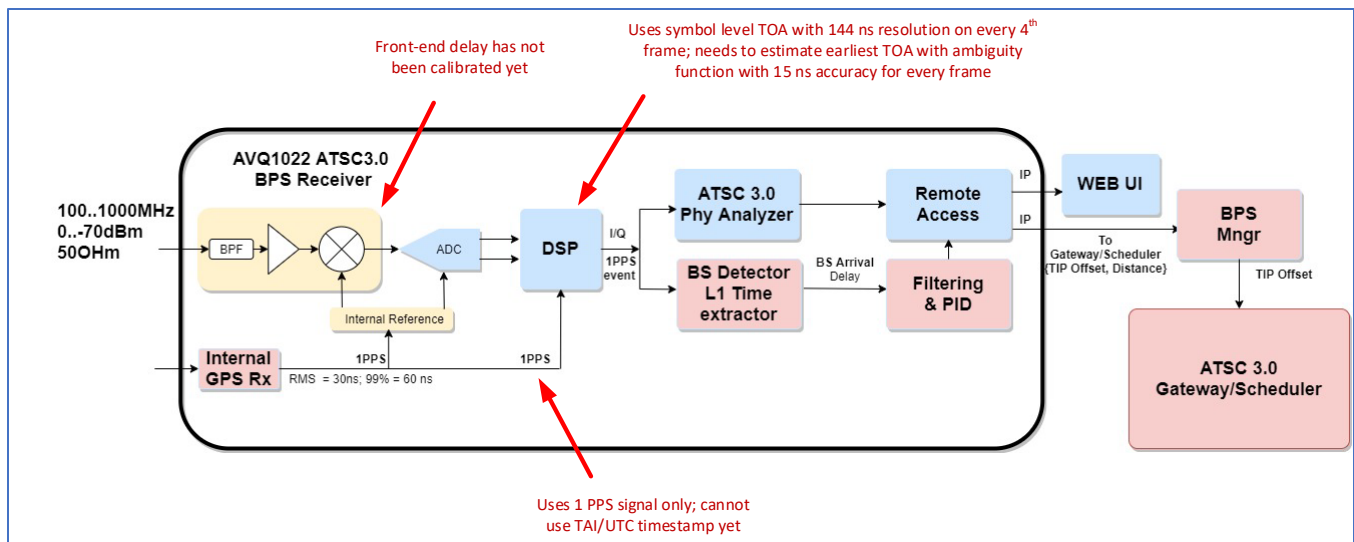 Uses symbol level TOA with 144 ns resolution on every 4th
frame; needs to estimate earliest TOA with ambiguity
function with 15 ns accuracy for every frame
Front-end delay has not
been calibrated yet
AVQ1022 ATSC3.0
BPS Receiver
100..1000MHz
0..-70dBm
50OHm
BPF
ADC
Internal Reference
DSP
I/Q
1PPS
event
ATSC 3.0
Phy Analyzer
BS Detector
L1 Time
extractor
BS Arrival
Delay
Remote
Access
Filtering
& PID
IP
IP
WEB UI
To
Gateway/Scheduler
{TIP Offset, Distance}
BPS
Mngr
TIP Offset
ATSC 3.0
Gateway/Scheduler
Internal
GPS Rx
1PPS
1PPS
RMS = 30ns; 99% = 60 ns
Uses 1 PPS signal only; cannot
use TAI/UTC timestamp yet